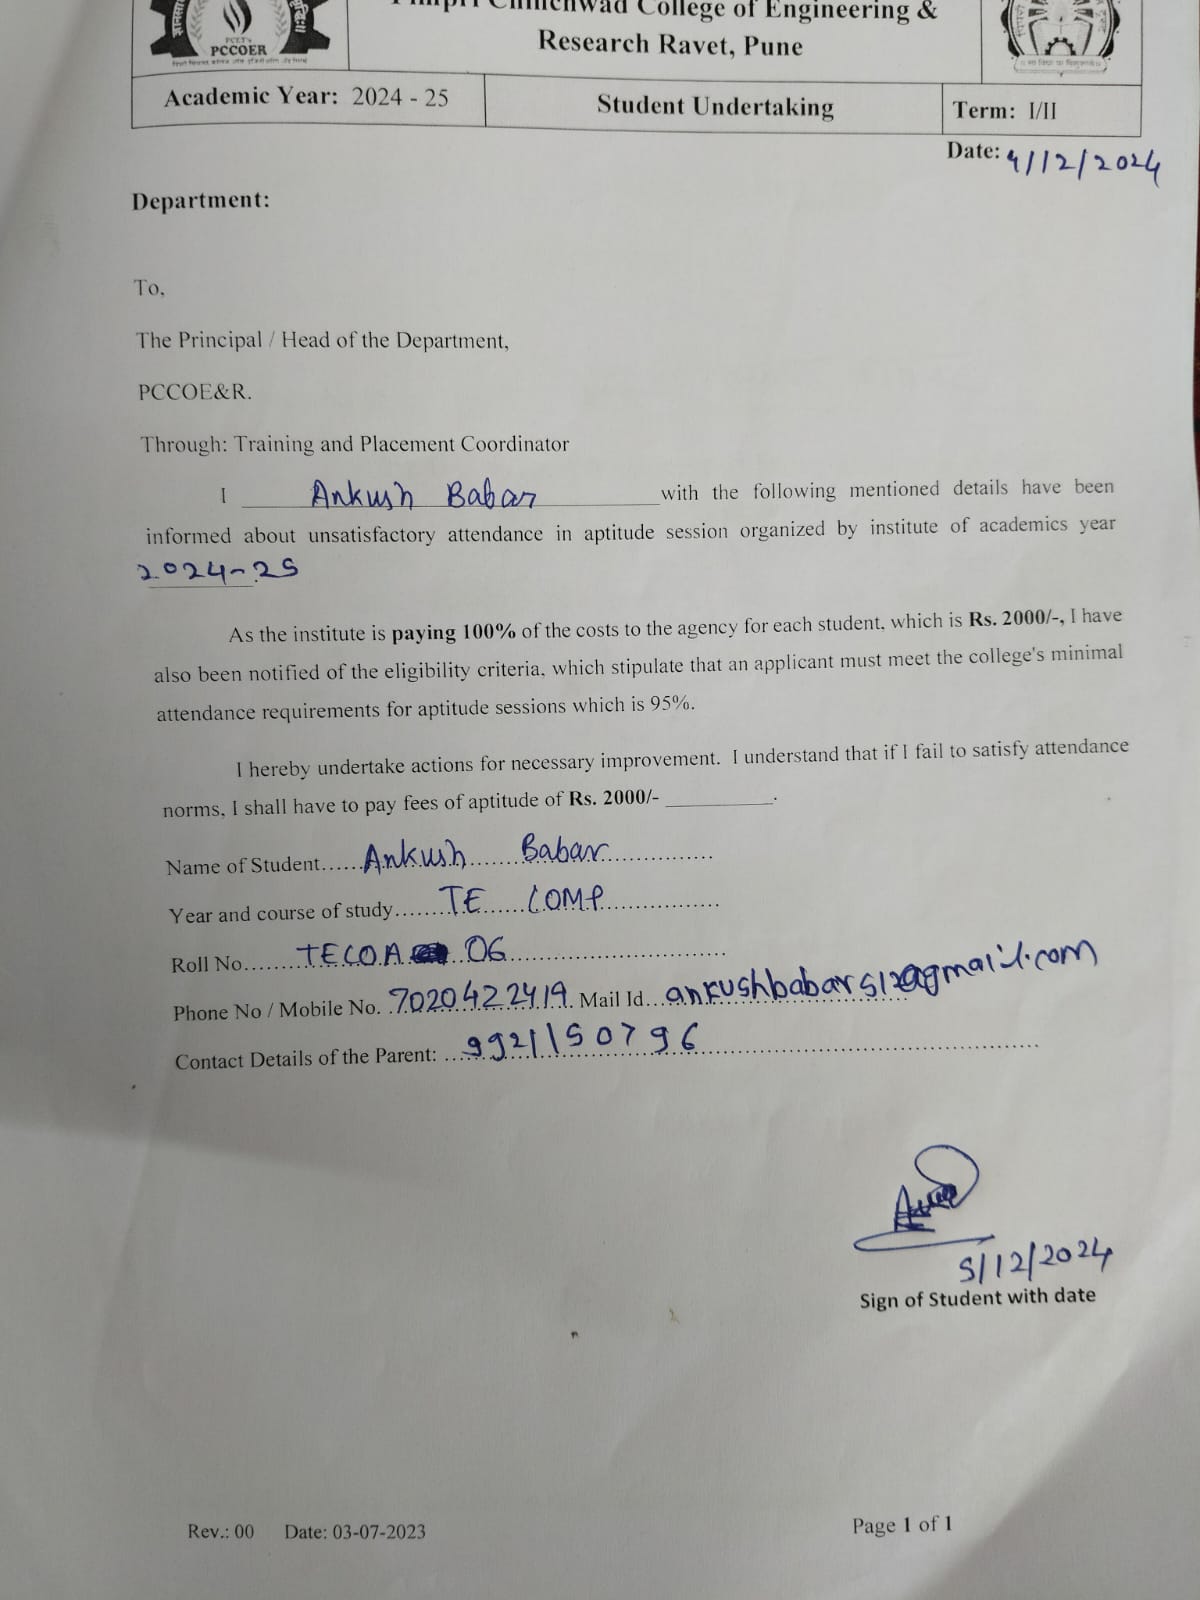 Chinchwad College of Engineering &
Research Ravet, Pune
PCCOER
Academic Year: 2024 - 25
Student Undertaking
Term: I/II
Date: 4/12/2024
Department:
To,
The Principal / Head of the Department,
PCCOE&R.
Through: Training and Placement Coordinator
I Ankush Babar with the following mentioned details have been
informed about unsatisfactory attendance in aptitude session organized by institute of academics year
2024-25
As the institute is paying 100% of the costs to the agency for each student, which is Rs. 2000/-, I have
also been notified of the eligibility criteria, which stipulate that an applicant must meet the college's minimal
attendance requirements for aptitude sessions which is 95%.
I hereby undertake actions for necessary improvement. I understand that if I fail to satisfy attendance
norms, I shall have to pay fees of aptitude of Rs. 2000/- __________.
Name of Student......Ankush......Babar..............
Year and course of study.......TE.....COMP...............
Roll No........TECOA 06............................
Phone No / Mobile No. 7020422419. Mail Id...ankushbabar512@gmail.com
Contact Details of the Parent: ...9921150796..................................................
5/12/2024
Sign of Student with date
Rev.: 00 Date: 03-07-2023
Page 1 of 1